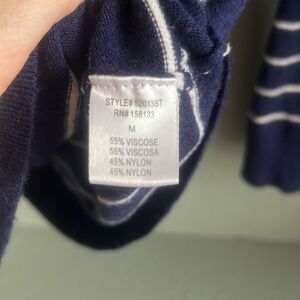 STYLE# 52013ST
RN# 158133
M
55% VISCOSE
55% VISCOSA
45% NYLON
45% NYLON